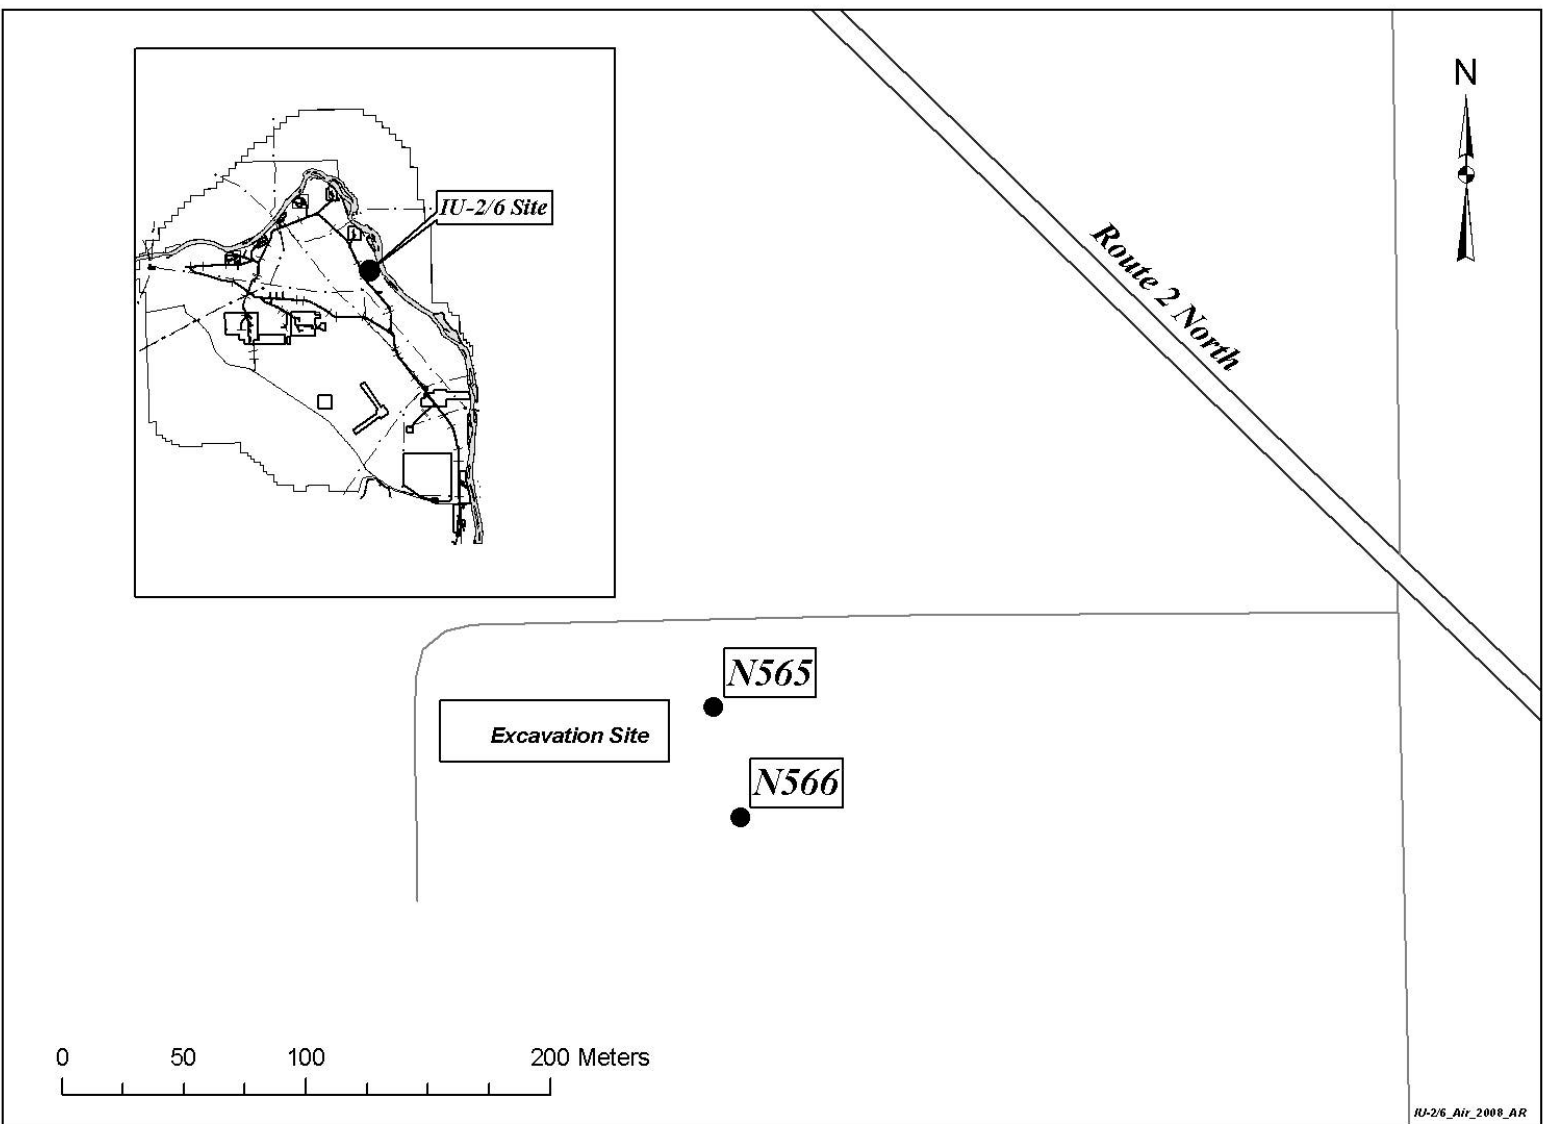 N
IU-2/6 Site
Route 2 North
N565
Excavation Site
N566
0 50 100 200 Meters
IU-2/6_Air_2008_AR